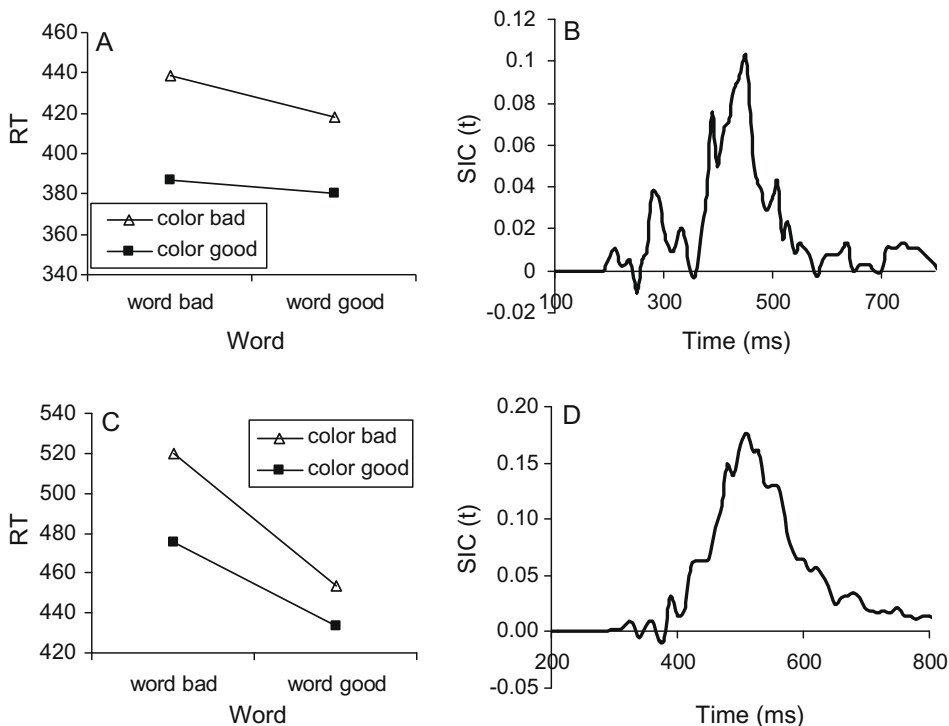 A
460
440
420
400
380
360
340
RT
color bad
color good
word bad word good
Word
B
0.12
0.1
0.08
0.06
0.04
0.02
0
-0.02
SIC (t)
100 300 500 700
Time (ms)
C
540
520
500
480
460
440
420
RT
color bad
color good
word bad word good
Word
D
0.20
0.15
0.10
0.05
0.00
-0.05
SIC (t)
200 400 600 800
Time (ms)